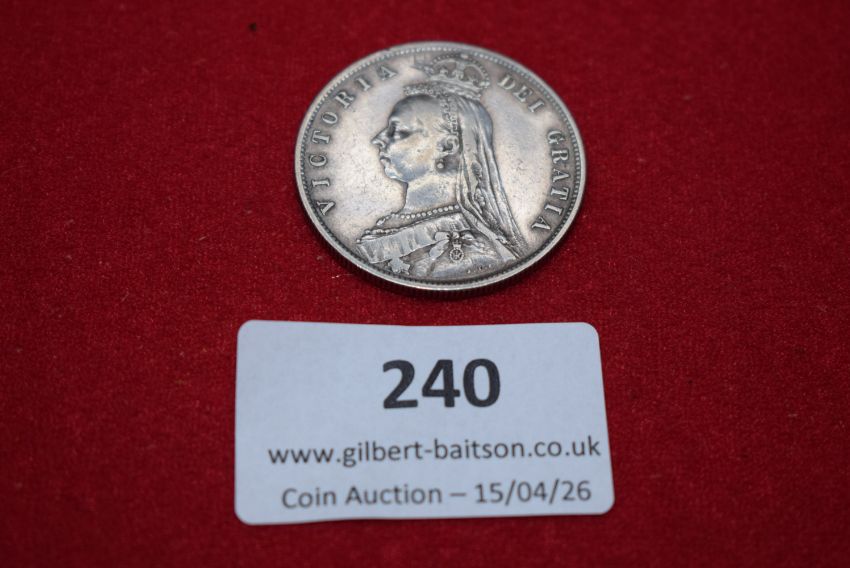 VICTORIA DEI GRATIA
240
www.gilbert-baitson.co.uk
Coin Auction – 15/04/26